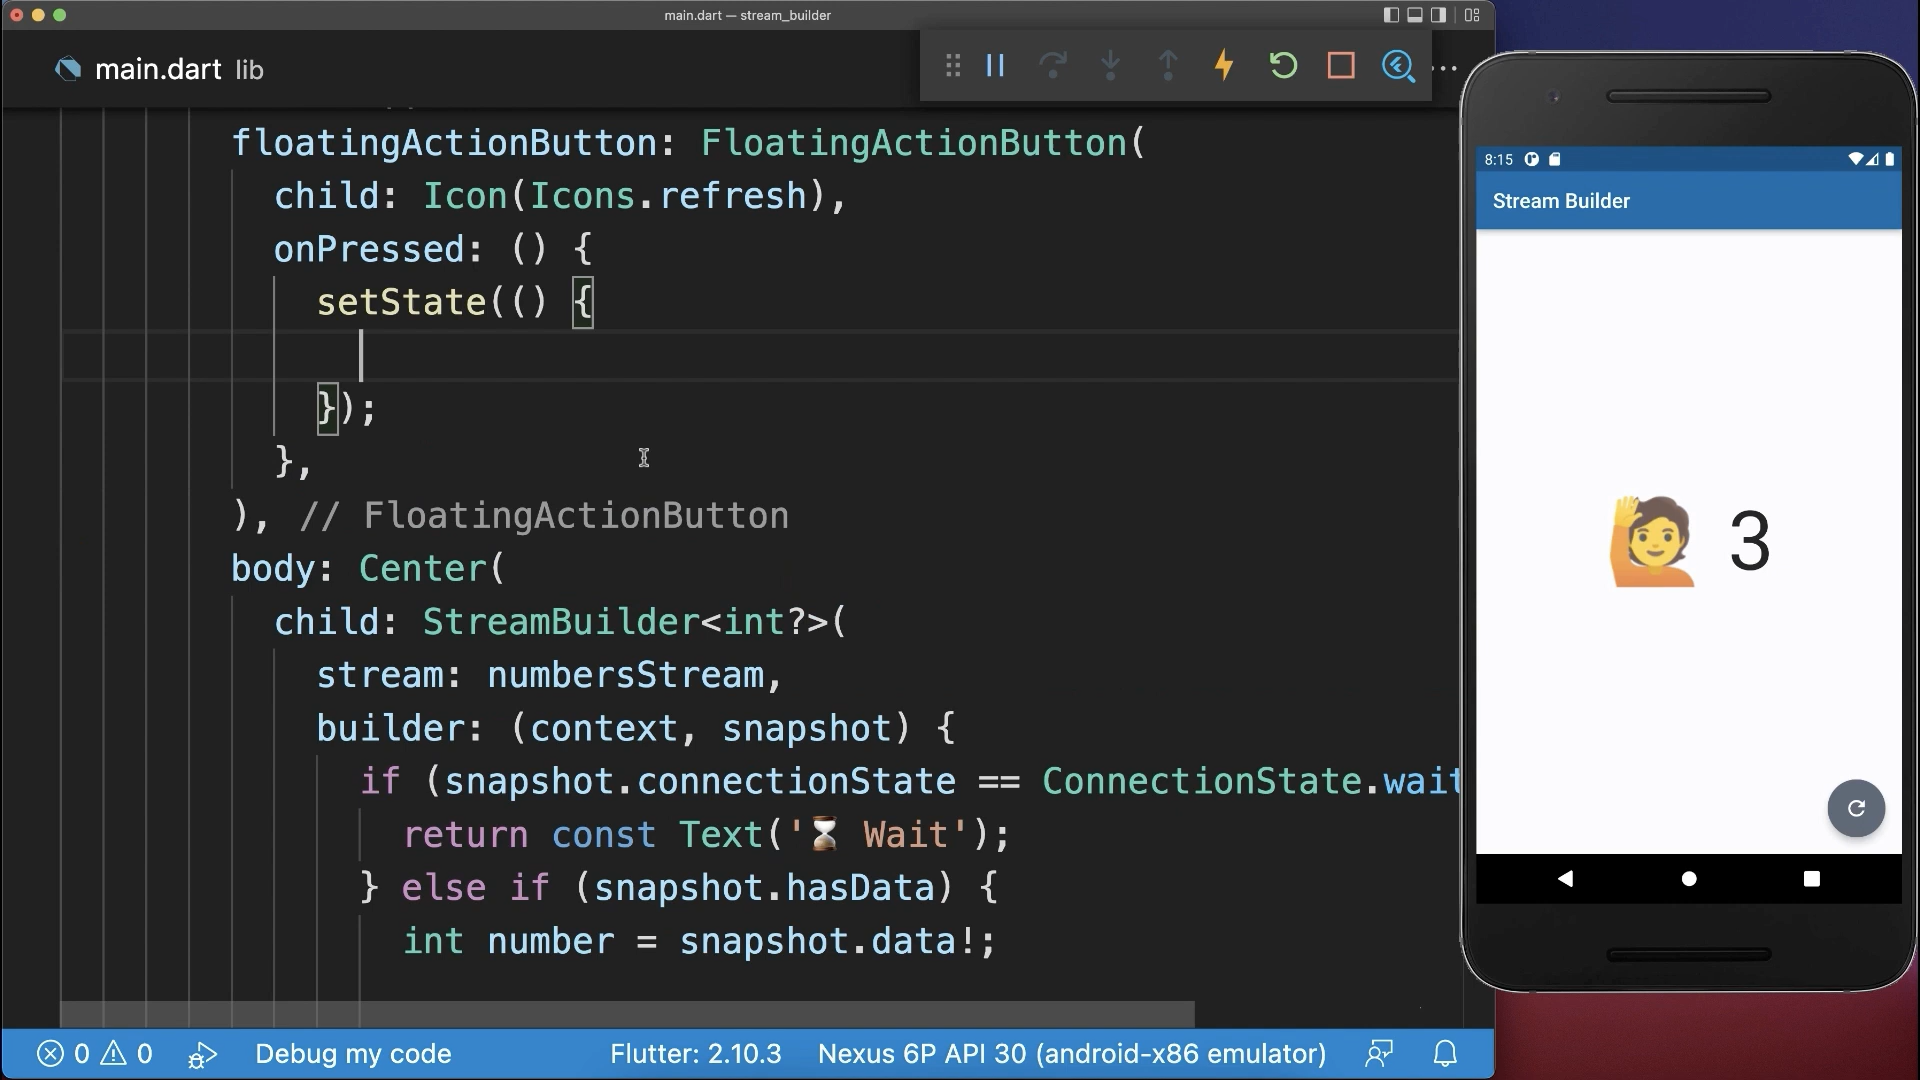 main.dart — stream_builder
main.dart lib
floatingActionButton: FloatingActionButton(
child: Icon(Icons.refresh),
onPressed: () {
setState(() {
});
},
), // FloatingActionButton
body: Center(
child: StreamBuilder<int?>(
stream: numbersStream,
builder: (context, snapshot) {
if (snapshot.connectionState == ConnectionState.wait
return const Text('⏳ Wait');
} else if (snapshot.hasData) {
int number = snapshot.data!;
0 0 Debug my code Flutter: 2.10.3 Nexus 6P API 30 (android-x86 emulator)
8:15
Stream Builder
🙋 3